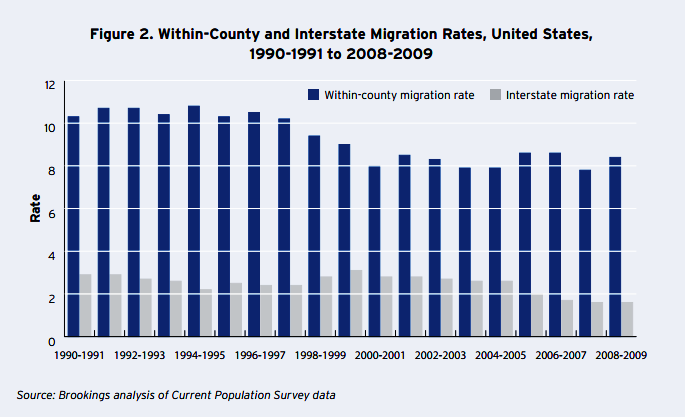 Figure 2. Within-County and Interstate Migration Rates, United States,
1990-1991 to 2008-2009
12
Within-county migration rate
Interstate migration rate
10
8
6
4
2
0
Rate
1990-1991
1992-1993
1994-1995
1996-1997
1998-1999
2000-2001
2002-2003
2004-2005
2006-2007
2008-2009
Source: Brookings analysis of Current Population Survey data